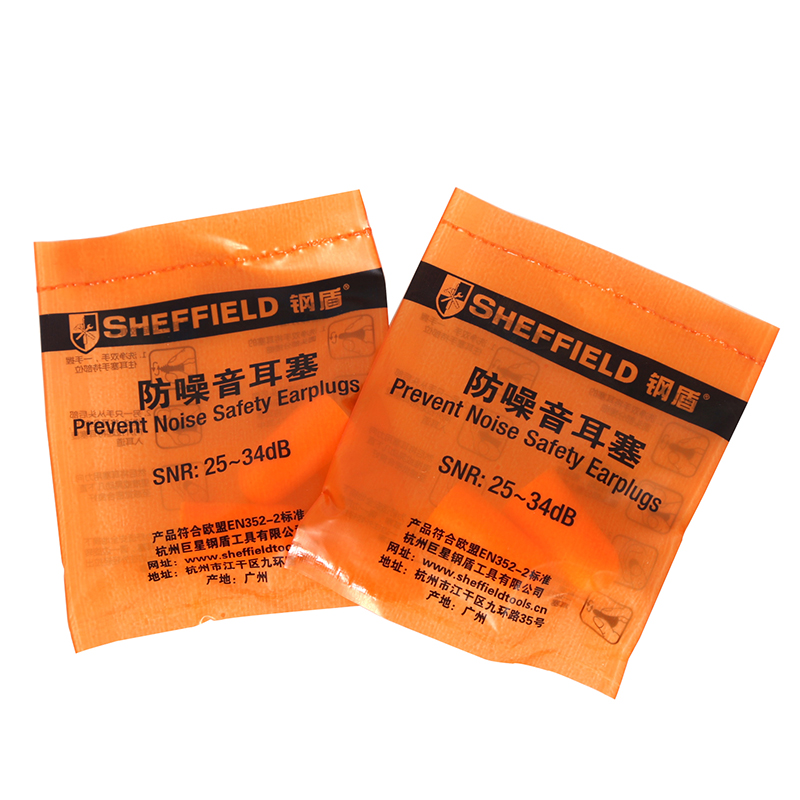 SHEFFIELD 钢盾®
防噪音耳塞
Prevent Noise Safety Earplugs
SNR: 25~34dB
产品符合欧盟EN352-2标准
杭州巨星钢盾工具有限公司
网址: www.sheffieldtools
地址: 杭州市江干区九环
产地: 广州
SHEFFIELD 钢盾®
防噪音耳塞
Prevent Noise Safety Earplugs
SNR: 25~34dB
产品符合欧盟EN352-2标准
杭州巨星钢盾工具有限公司
网址: www.sheffieldtools.cn
地址: 杭州市江干区九环路35号
产地: 广州